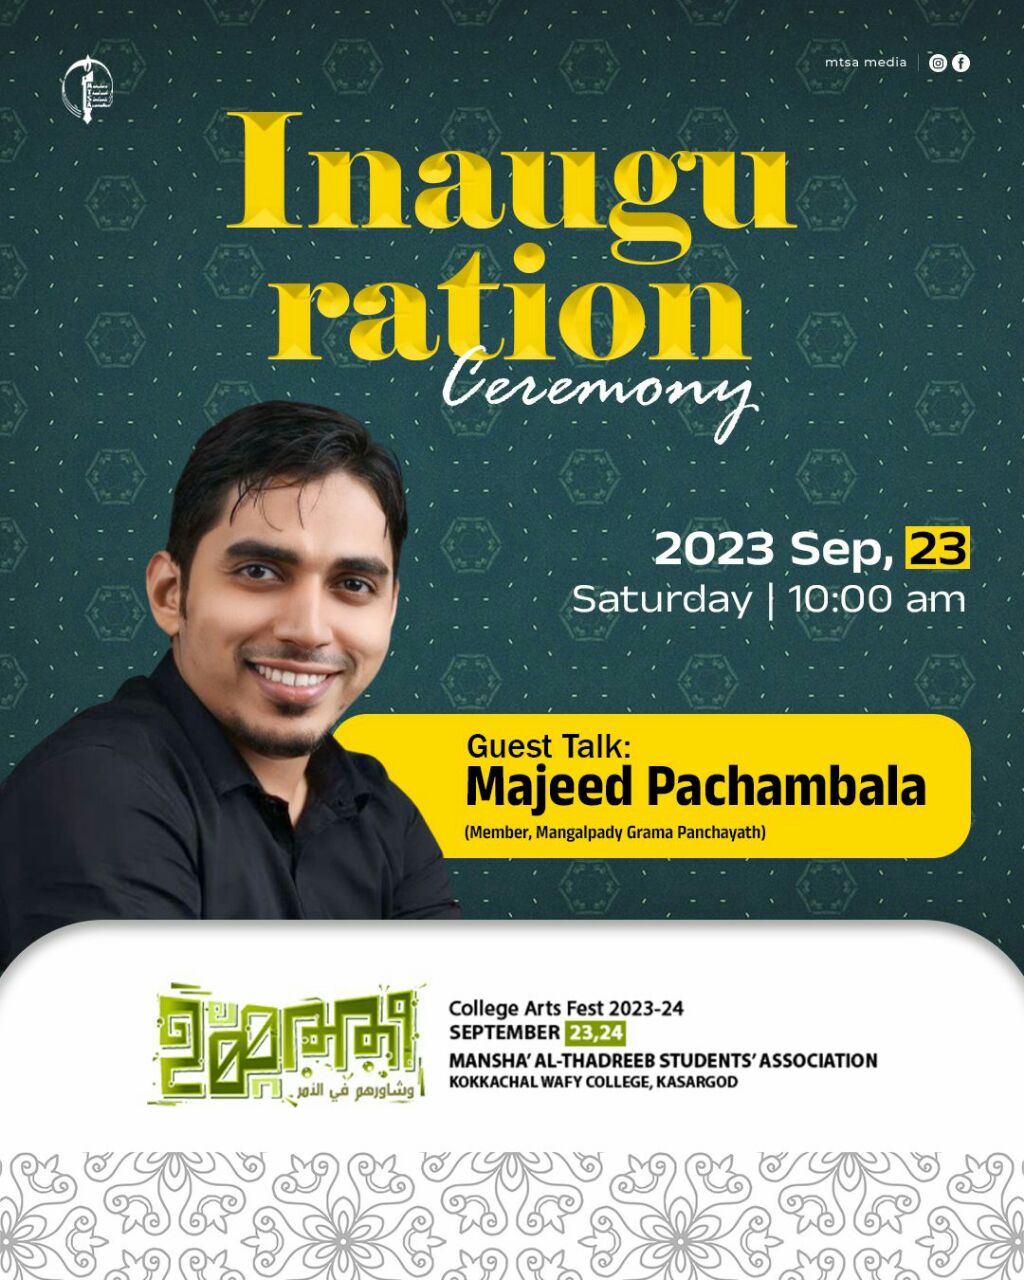 mtsa media
MTSA
Inaugu
ration
Ceremony
2023 Sep, 23
Saturday | 10:00 am
Guest Talk:
Majeed Pachambala
(Member, Mangalpady Grama Panchayath)
وشاورهم في الأمر
College Arts Fest 2023-24
SEPTEMBER 23,24
MANSHA' AL-THADREEB STUDENTS' ASSOCIATION
KOKKACHAL WAFY COLLEGE, KASARGOD